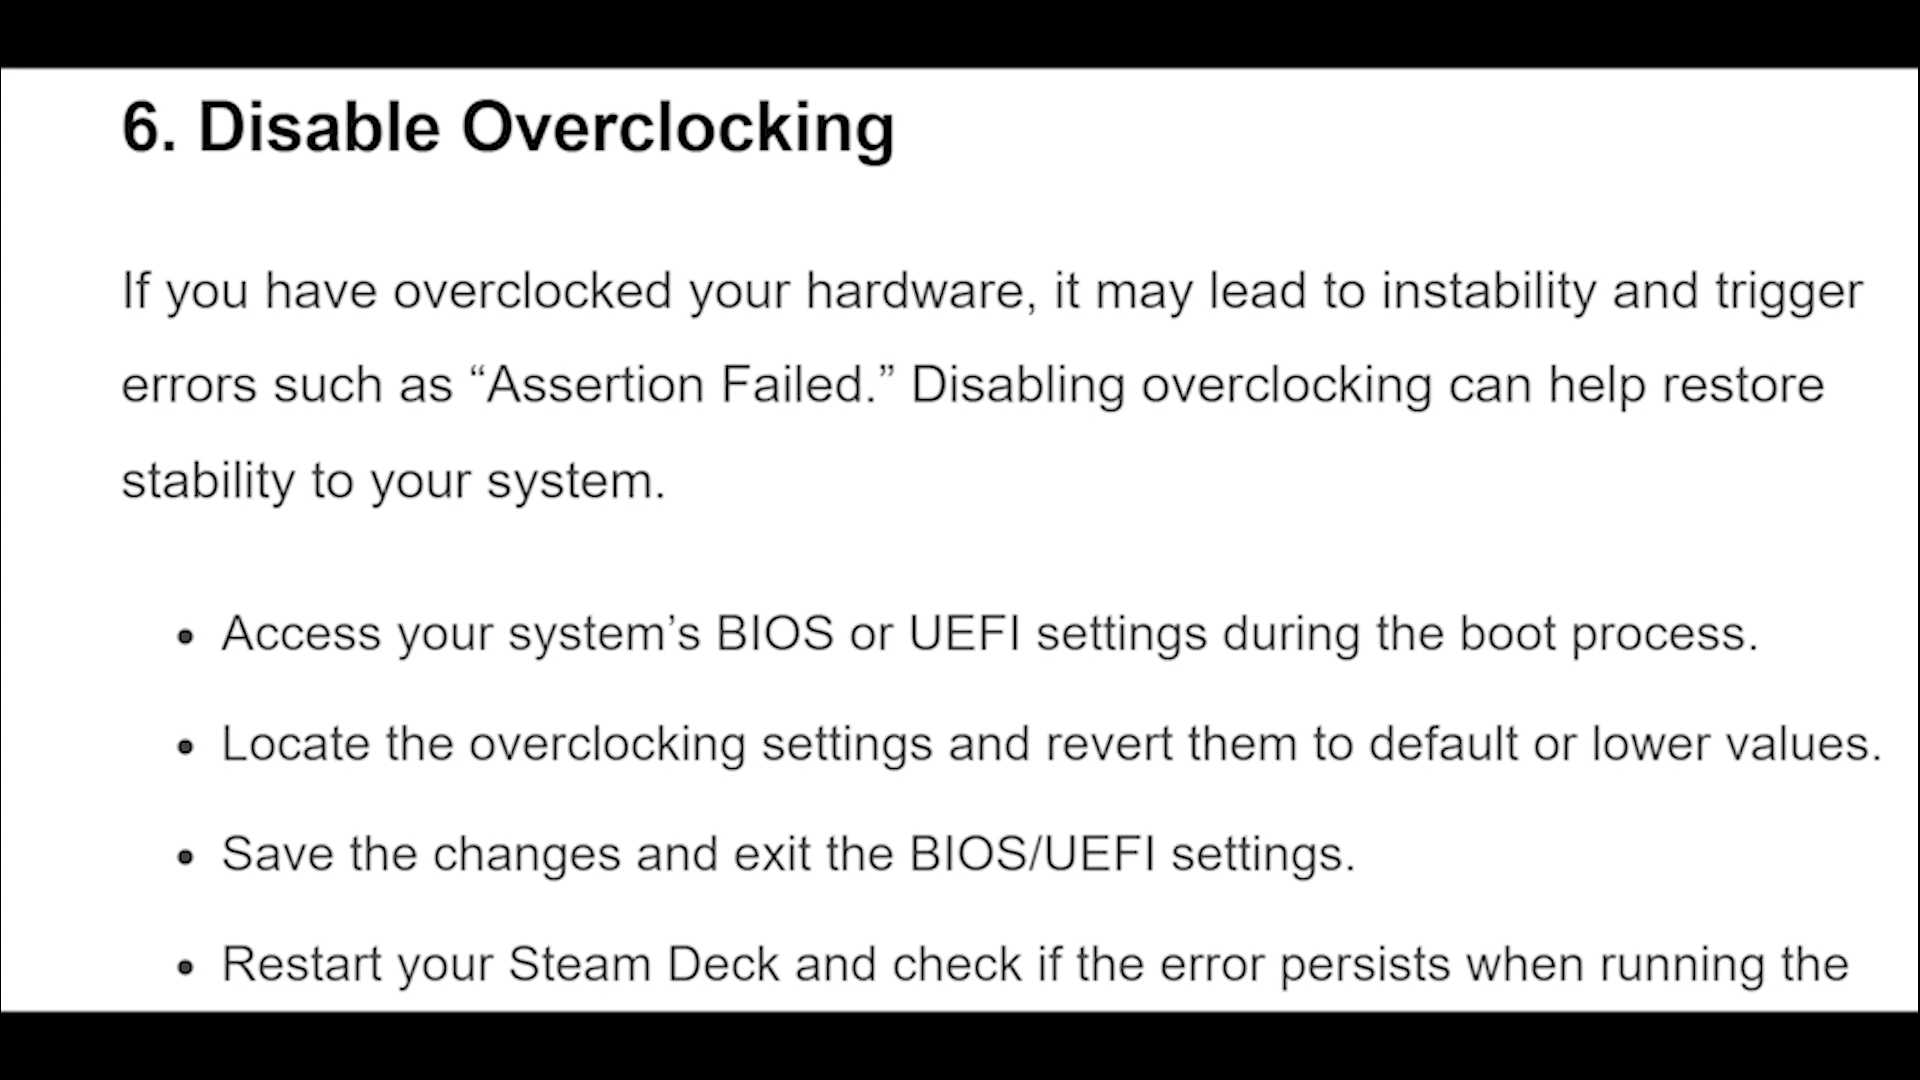 6. Disable Overclocking
If you have overclocked your hardware, it may lead to instability and trigger
errors such as “Assertion Failed.” Disabling overclocking can help restore
stability to your system.
• Access your system’s BIOS or UEFI settings during the boot process.
• Locate the overclocking settings and revert them to default or lower values.
• Save the changes and exit the BIOS/UEFI settings.
• Restart your Steam Deck and check if the error persists when running the